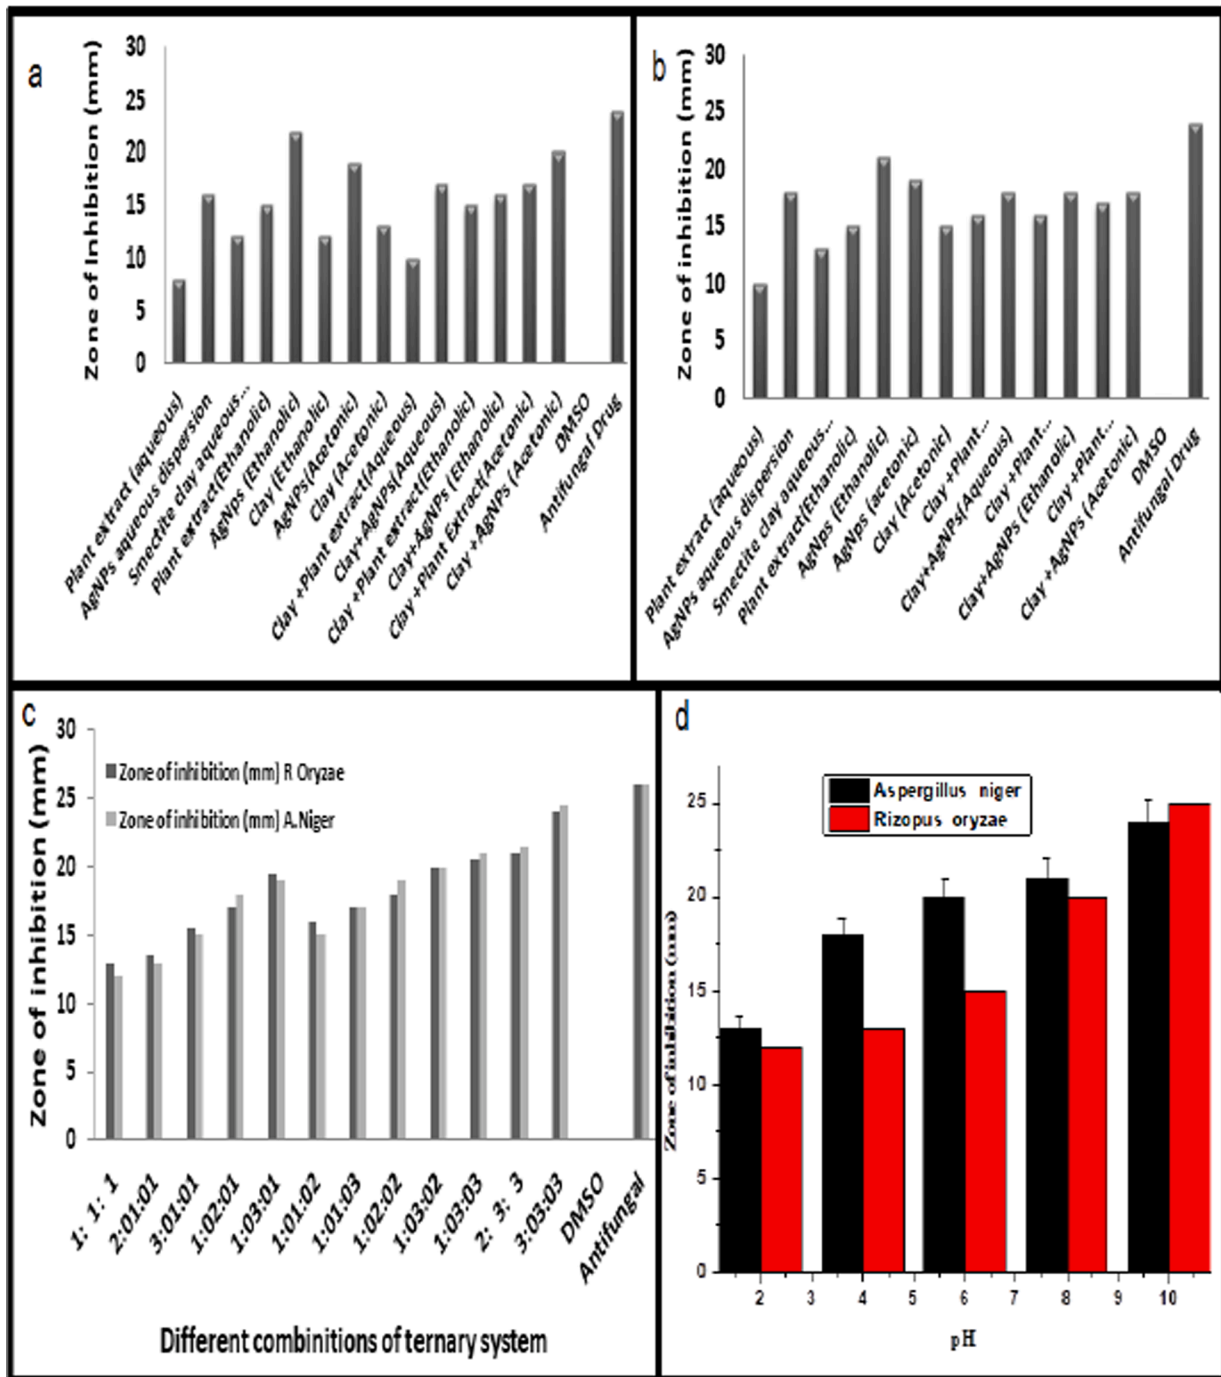 a
Zone of Inhibition (mm)
30
25
20
15
10
5
0
Plant extract (aqueous)
AgNPs aqueous dispersion
Smectite clay aqueous...
Plant extract(Ethanolic)
AgNPs (Ethanolic)
Clay (Ethanolic)
AgNPs(Acetonic)
Clay (Acetonic)
Clay +Plant extract(Aqueous)
Clay+AgNPs(Aqueous)
Clay +Plant extract(Ethanolic)
Clay+AgNPs (Ethanolic)
Clay +Plant Extract(Acetonic)
Clay +AgNPs (Acetonic)
DMSO
Antifungal Drug
b
Zone of inhibition (mm)
30
25
20
15
10
5
0
Plant extract (aqueous)
AgNPs aqueous dispersion
Smectite clay aqueous...
Plant extract(Ethanolic)
AgNPs (Ethanolic)
AgNPs (acetonic)
Clay (Acetonic)
Clay +Plant...
Clay+AgNPs(Aqueous)
Clay +Plant...
Clay+AgNPs (Ethanolic)
Clay +Plant...
Clay +AgNPs (Acetonic)
DMSO
Antifungal Drug
c
Zone of inhibition (mm)
30
25
20
15
10
5
0
Zone of inhibition (mm) R Oryzae
Zone of inhibition (mm) A.Niger
1: 1: 1
2:01:01
3:01:01
1:02:01
1:03:01
1:01:02
1:01:03
1:02:02
1:03:02
1:03:03
2: 3: 3
3:03:03
DMSO
Antifungal
Different combinitions of ternary system
d
Zone of inhibition (mm)
25
20
15
10
5
0
Aspergillus niger
Rizopus oryzae
2
3
4
5
6
7
8
9
10
pH